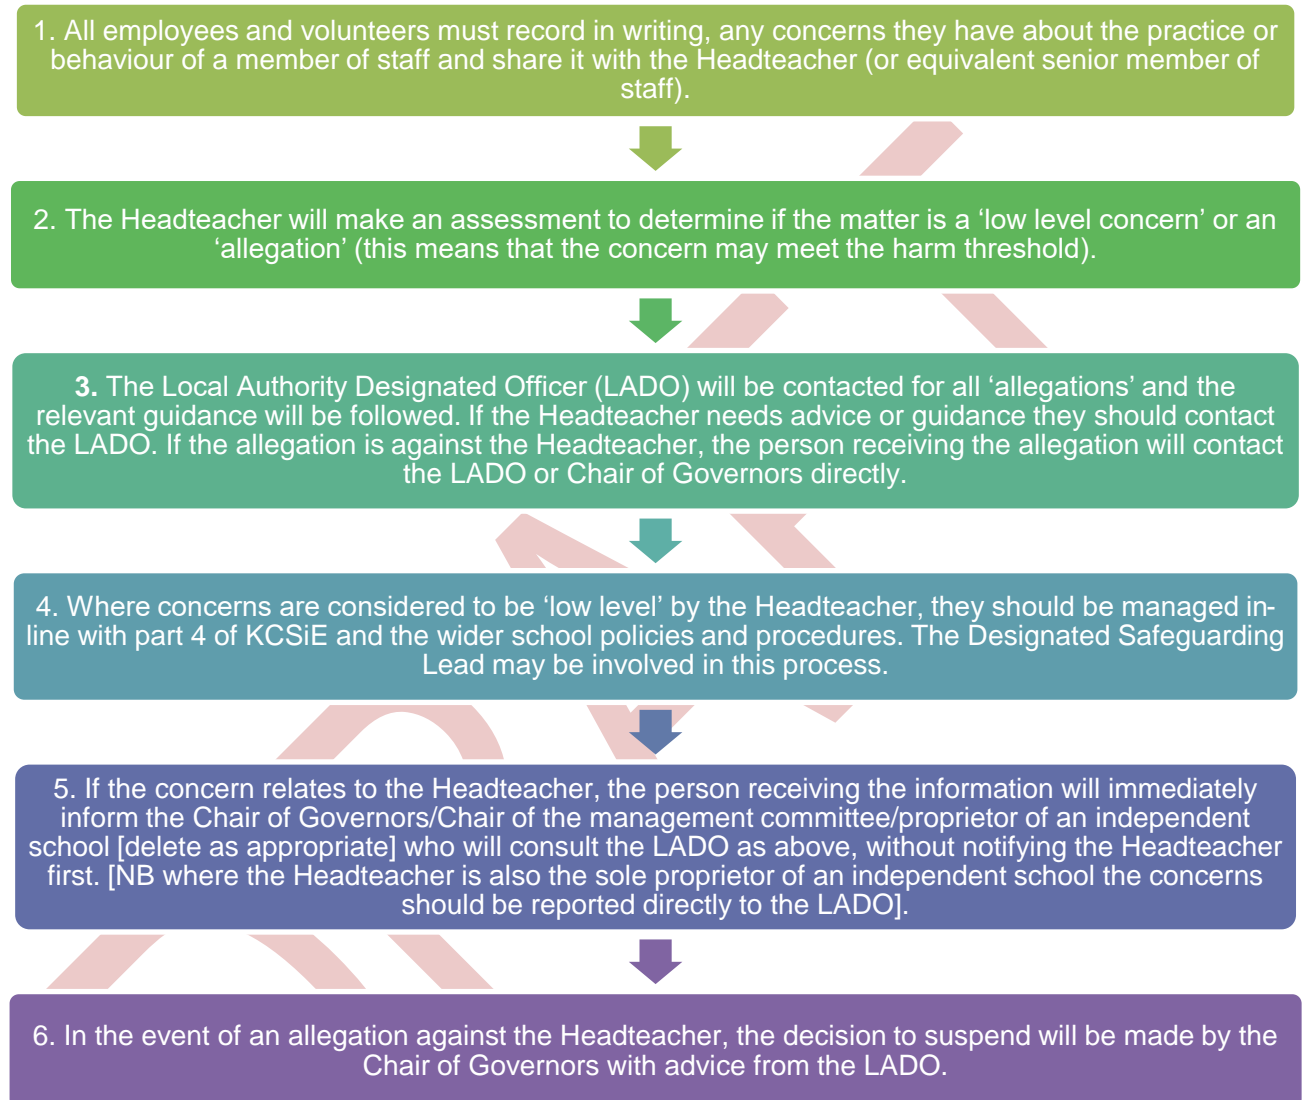 1. All employees and volunteers must record in writing, any concerns they have about the practice or
behaviour of a member of staff and share it with the Headteacher (or equivalent senior member of
staff).
2. The Headteacher will make an assessment to determine if the matter is a ‘low level concern’ or an
‘allegation’ (this means that the concern may meet the harm threshold).
3. The Local Authority Designated Officer (LADO) will be contacted for all ‘allegations’ and the
relevant guidance will be followed. If the Headteacher needs advice or guidance they should contact
the LADO. If the allegation is against the Headteacher, the person receiving the allegation will contact
the LADO or Chair of Governors directly.
4. Where concerns are considered to be ‘low level’ by the Headteacher, they should be managed in-
line with part 4 of KCSiE and the wider school policies and procedures. The Designated Safeguarding
Lead may be involved in this process.
5. If the concern relates to the Headteacher, the person receiving the information will immediately
inform the Chair of Governors/Chair of the management committee/proprietor of an independent
school [delete as appropriate] who will consult the LADO as above, without notifying the Headteacher
first. [NB where the Headteacher is also the sole proprietor of an independent school the concerns
should be reported directly to the LADO].
6. In the event of an allegation against the Headteacher, the decision to suspend will be made by the
Chair of Governors with advice from the LADO.